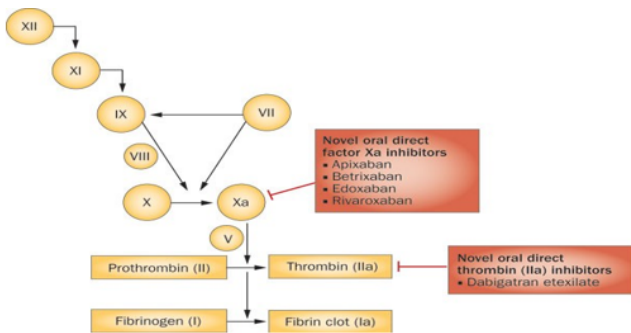 XII
XI
IX
VII
VIII
X
Xa
V
Novel oral direct
factor Xa inhibitors
▪ Apixaban
▪ Betrixaban
▪ Edoxaban
▪ Rivaroxaban
Prothrombin (II)
Thrombin (IIa)
Novel oral direct
thrombin (IIa) inhibitors
▪ Dabigatran etexilate
Fibrinogen (I)
Fibrin clot (Ia)